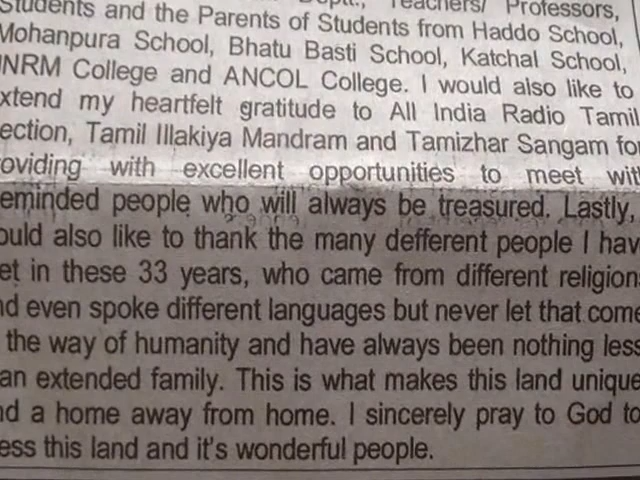 Students and the Parents of Students from Haddo School,
Mohanpura School, Bhatu Basti School, Katchal School,
NRM College and ANCOL College. I would also like to
xtend my heartfelt gratitude to All India Radio Tamil
ection, Tamil Illakiya Mandram and Tamizhar Sangam for
oviding with excellent opportunities to meet with
eminded people who will always be treasured. Lastly,
ould also like to thank the many defferent people I hav
et in these 33 years, who came from different religion
nd even spoke different languages but never let that come
the way of humanity and have always been nothing less
an extended family. This is what makes this land unique
nd a home away from home. I sincerely pray to God to
ess this land and it's wonderful people.